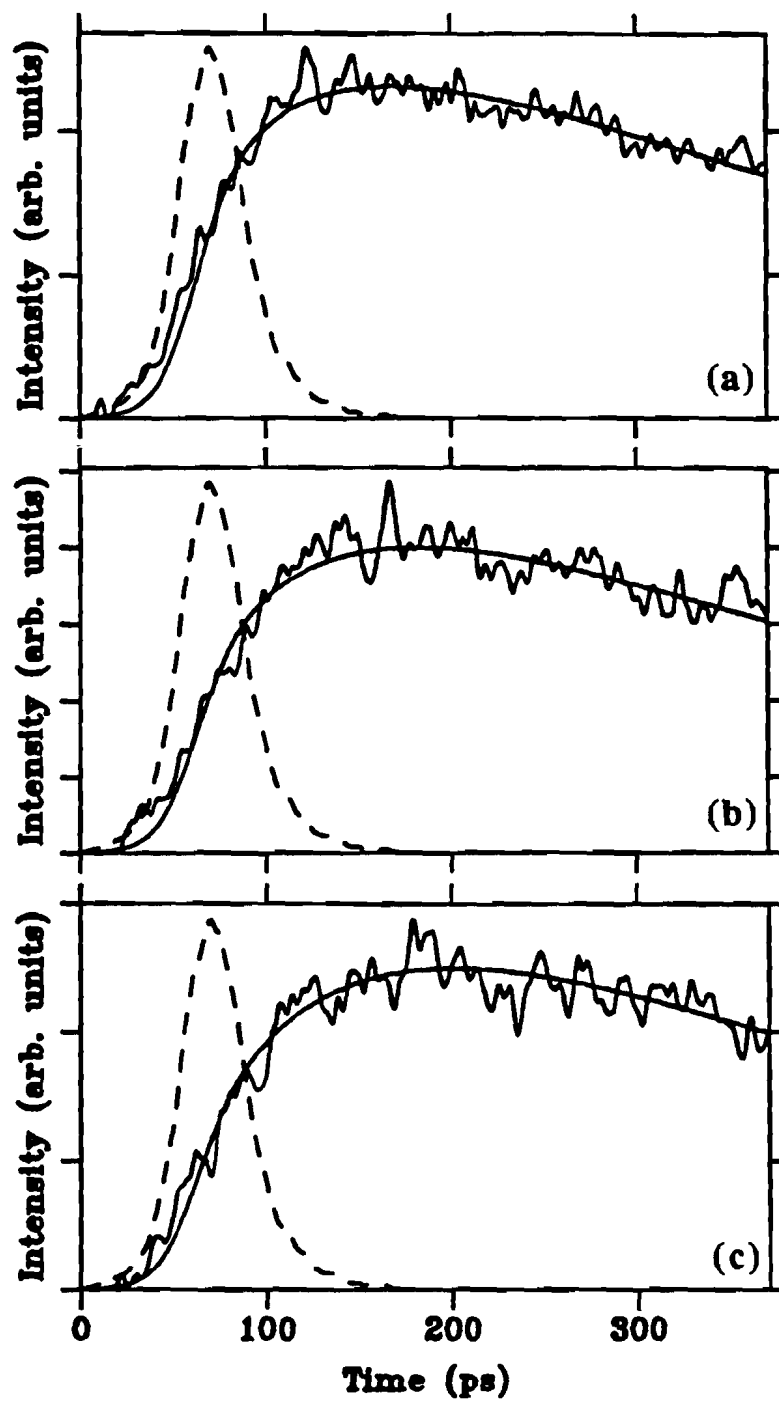 Intensity (arb. units)
(a)
Intensity (arb. units)
(b)
Intensity (arb. units)
(c)
0 100 200 300
Time (ps)